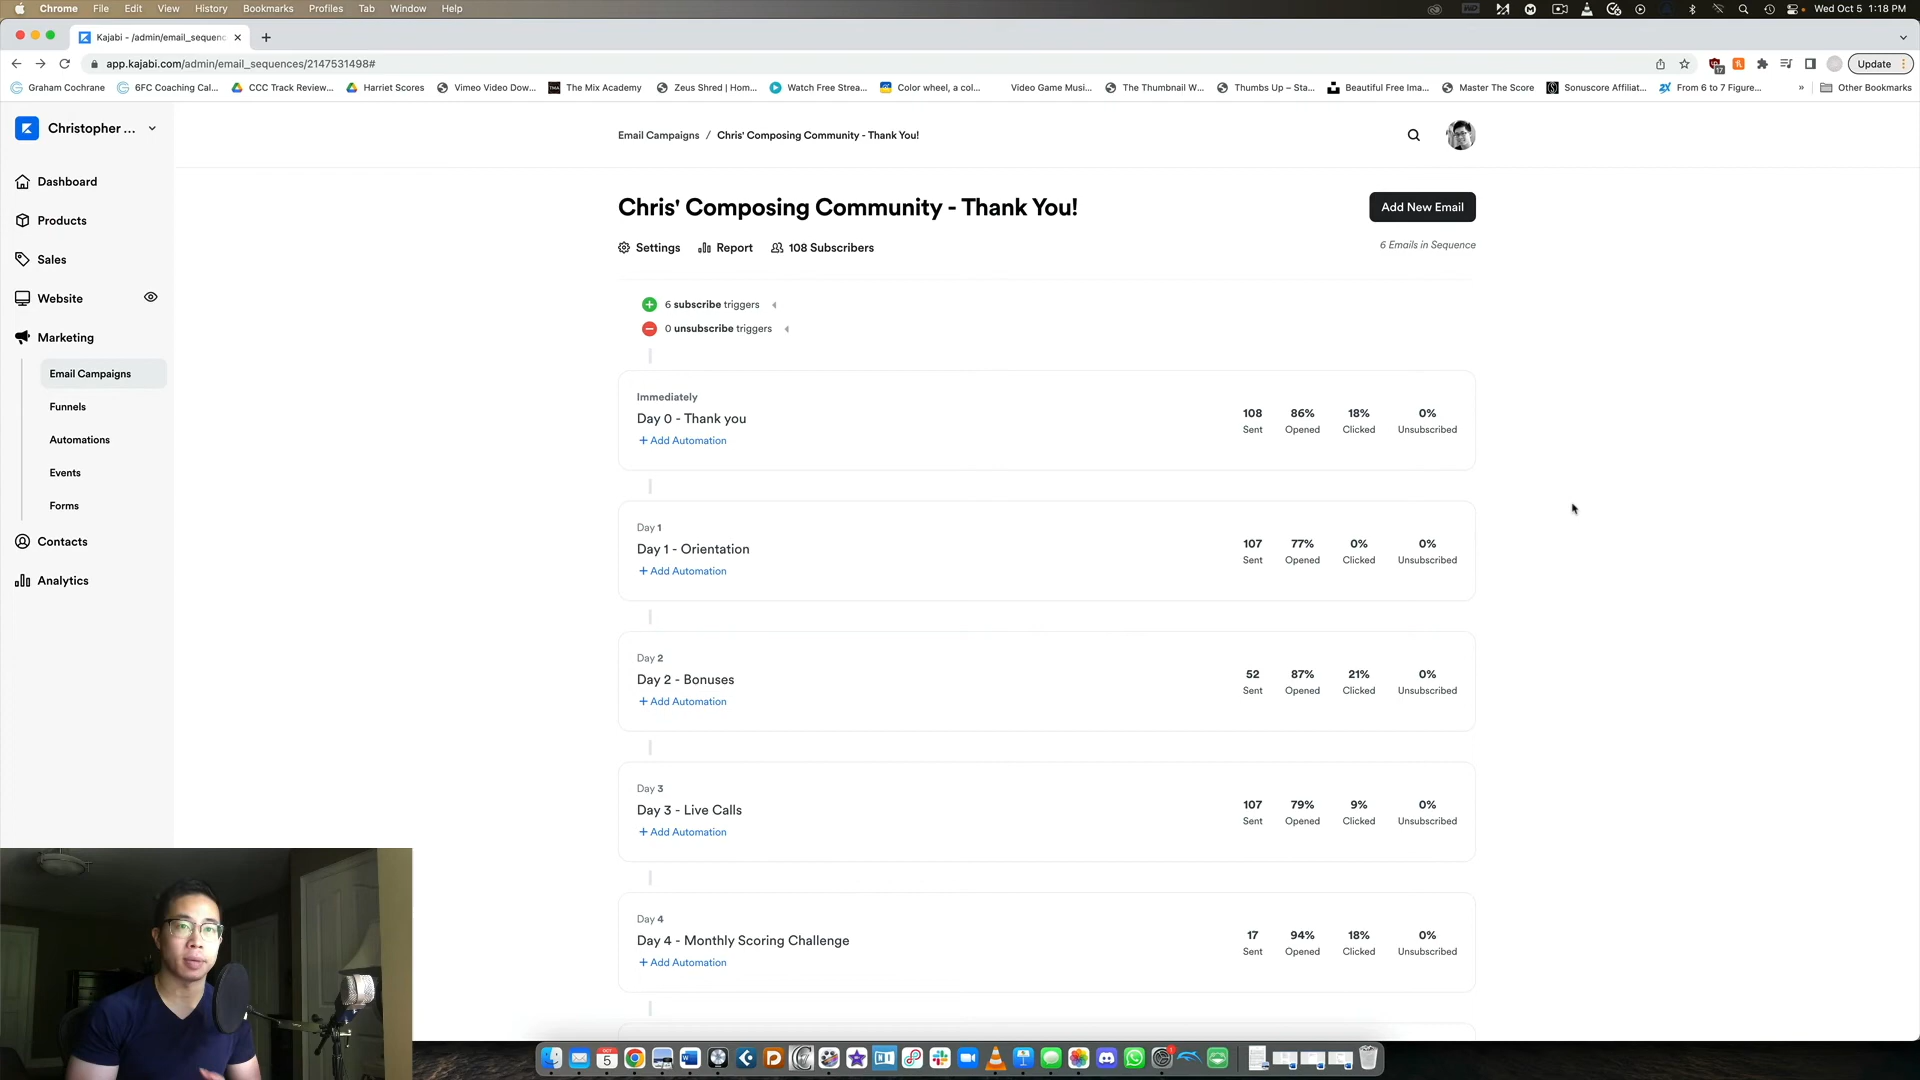 Chrome File Edit View History Bookmarks Profiles Tab Window Help Wed Oct 5 1:18 PM
Kajabi - /admin/email_sequenc
app.kajabi.com/admin/email_sequences/2147531498#
Update
Graham Cochrane 6FC Coaching Cal... CCC Track Review... Harriet Scores Vimeo Video Dow... The Mix Academy Zeus Shred | Hom... Watch Free Strea... Color wheel, a col... Video Game Musi... The Thumbnail W... Thumbs Up – Sta... Beautiful Free Ima... Master The Score Sonuscore Affiliat... From 6 to 7 Figure... » Other Bookmarks
Christopher ...
Email Campaigns / Chris' Composing Community - Thank You!
Dashboard
Products
Sales
Website
Marketing
Email Campaigns
Funnels
Automations
Events
Forms
Contacts
Analytics
Chris' Composing Community - Thank You!
Add New Email
Settings Report 108 Subscribers
6 Emails in Sequence
6 subscribe triggers
0 unsubscribe triggers
Immediately
Day 0 - Thank you
+ Add Automation
108 86% 18% 0%
Sent Opened Clicked Unsubscribed
Day 1
Day 1 - Orientation
+ Add Automation
107 77% 0% 0%
Sent Opened Clicked Unsubscribed
Day 2
Day 2 - Bonuses
+ Add Automation
52 87% 21% 0%
Sent Opened Clicked Unsubscribed
Day 3
Day 3 - Live Calls
+ Add Automation
107 79% 9% 0%
Sent Opened Clicked Unsubscribed
Day 4
Day 4 - Monthly Scoring Challenge
+ Add Automation
17 94% 18% 0%
Sent Opened Clicked Unsubscribed